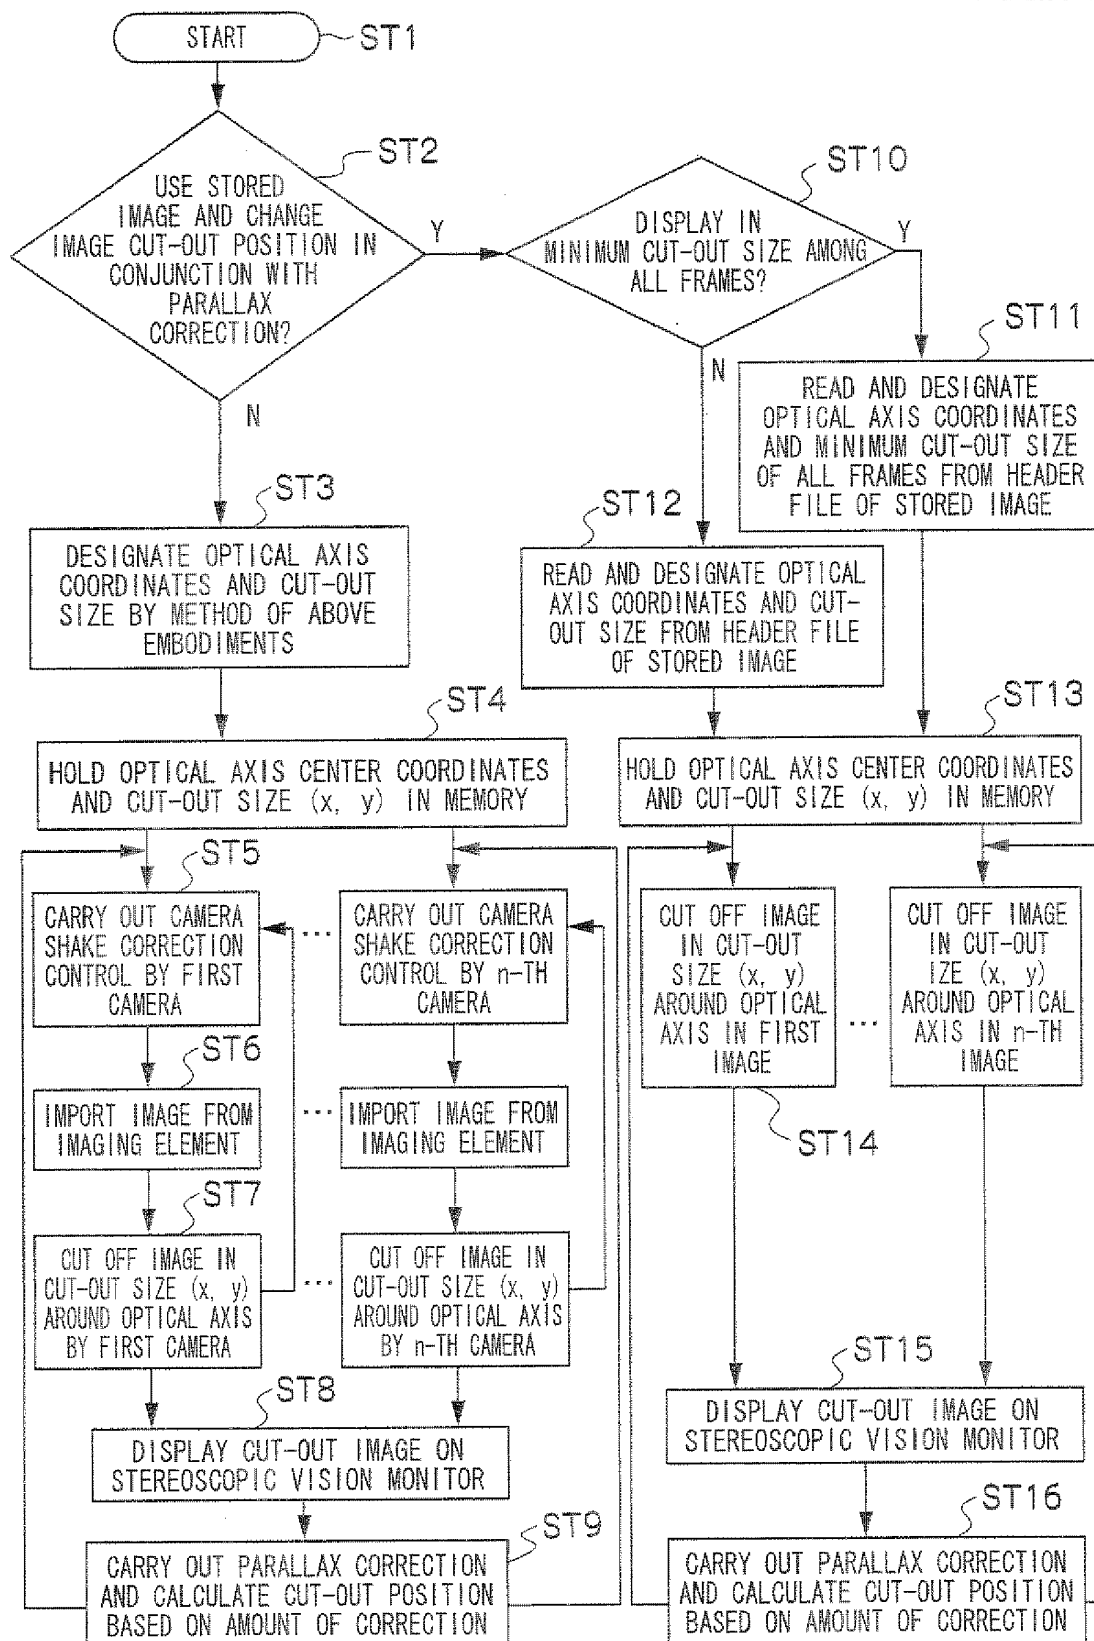 START
ST1
ST2
USE STORED
IMAGE AND CHANGE
IMAGE CUT-OUT POSITION IN
CONJUNCTION WITH
PARALLAX
CORRECTION?
Y
N
ST10
DISPLAY IN
MINIMUM CUT-OUT SIZE AMONG
ALL FRAMES?
Y
N
ST11
READ AND DESIGNATE
OPTICAL AXIS COORDINATES
AND MINIMUM CUT-OUT SIZE
OF ALL FRAMES FROM HEADER
FILE OF STORED IMAGE
ST3
DESIGNATE OPTICAL AXIS
COORDINATES AND CUT-OUT
SIZE BY METHOD OF ABOVE
EMBODIMENTS
ST12
READ AND DESIGNATE OPTICAL
AXIS COORDINATES AND CUT-
OUT SIZE FROM HEADER FILE
OF STORED IMAGE
ST4
HOLD OPTICAL AXIS CENTER COORDINATES
AND CUT-OUT SIZE (x, y) IN MEMORY
ST13
HOLD OPTICAL AXIS CENTER COORDINATES
AND CUT-OUT SIZE (x, y) IN MEMORY
ST5
CARRY OUT CAMERA
SHAKE CORRECTION
CONTROL BY FIRST
CAMERA
...
CARRY OUT CAMERA
SHAKE CORRECTION
CONTROL BY n-TH
CAMERA
ST6
IMPORT IMAGE FROM
IMAGING ELEMENT
...
IMPORT IMAGE FROM
IMAGING ELEMENT
ST7
CUT OFF IMAGE IN
CUT-OUT SIZE (x, y)
AROUND OPTICAL AXIS
BY FIRST CAMERA
...
CUT OFF IMAGE IN
CUT-OUT SIZE (x, y)
AROUND OPTICAL AXIS
BY n-TH CAMERA
ST8
DISPLAY CUT-OUT IMAGE ON
STEREOSCOPIC VISION MONITOR
ST9
CARRY OUT PARALLAX CORRECTION
AND CALCULATE CUT-OUT POSITION
BASED ON AMOUNT OF CORRECTION
CUT OFF IMAGE
IN CUT-OUT
SIZE (x, y)
AROUND OPTICAL
AXIS IN FIRST
IMAGE
...
CUT OFF IMAGE
IN CUT-OUT
IZE (x, y)
AROUND OPTICAL
AXIS IN n-TH
IMAGE
ST14
ST15
DISPLAY CUT-OUT IMAGE ON
STEREOSCOPIC VISION MONITOR
ST16
CARRY OUT PARALLAX CORRECTION
AND CALCULATE CUT-OUT POSITION
BASED ON AMOUNT OF CORRECTION